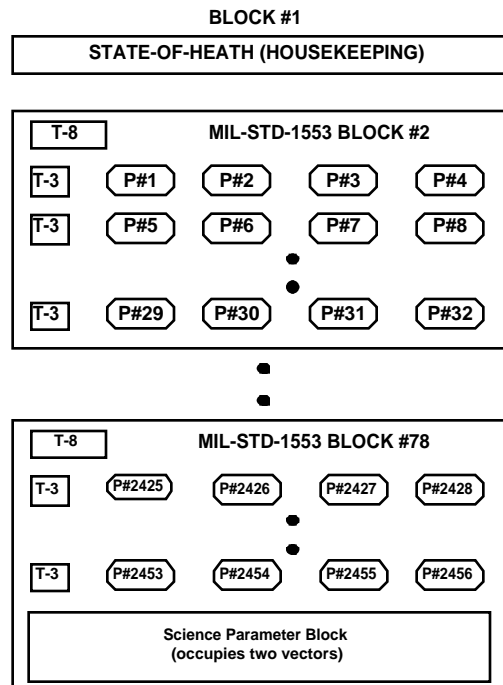 BLOCK #1
STATE-OF-HEATH (HOUSEKEEPING)
T-8 MIL-STD-1553 BLOCK #2
T-3 P#1 P#2 P#3 P#4
T-3 P#5 P#6 P#7 P#8
T-3 P#29 P#30 P#31 P#32
T-8 MIL-STD-1553 BLOCK #78
T-3 P#2425 P#2426 P#2427 P#2428
T-3 P#2453 P#2454 P#2455 P#2456
Science Parameter Block
(occupies two vectors)